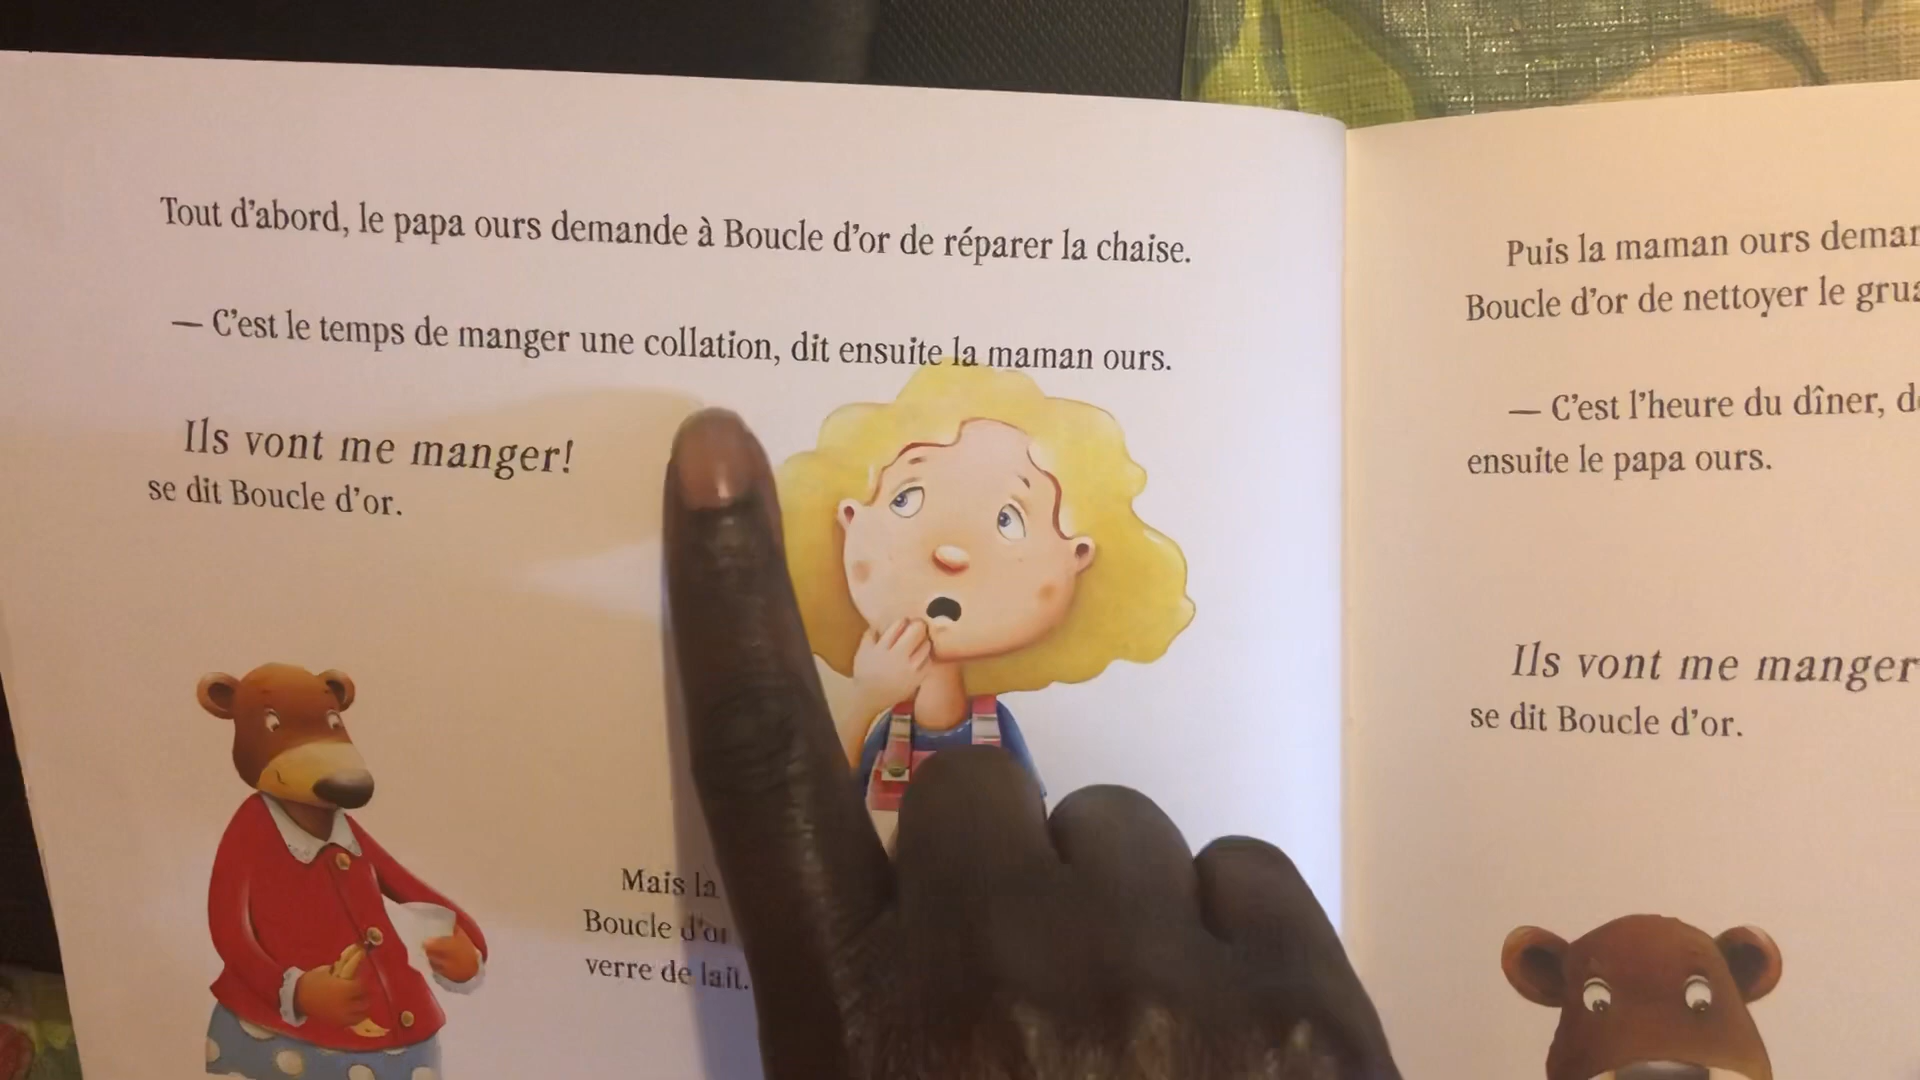 Tout d'abord, le papa ours demande à Boucle d'or de réparer la chaise.
— C'est le temps de manger une collation, dit ensuite la maman ours.
Ils vont me manger!
se dit Boucle d'or.
Mais la
Boucle d'or
verre de lait.
Puis la maman ours
Boucle d'or de nettoyer le
— C'est l'heure du dîner,
ensuite le papa ours.
Ils vont me manger
se dit Boucle d'or.